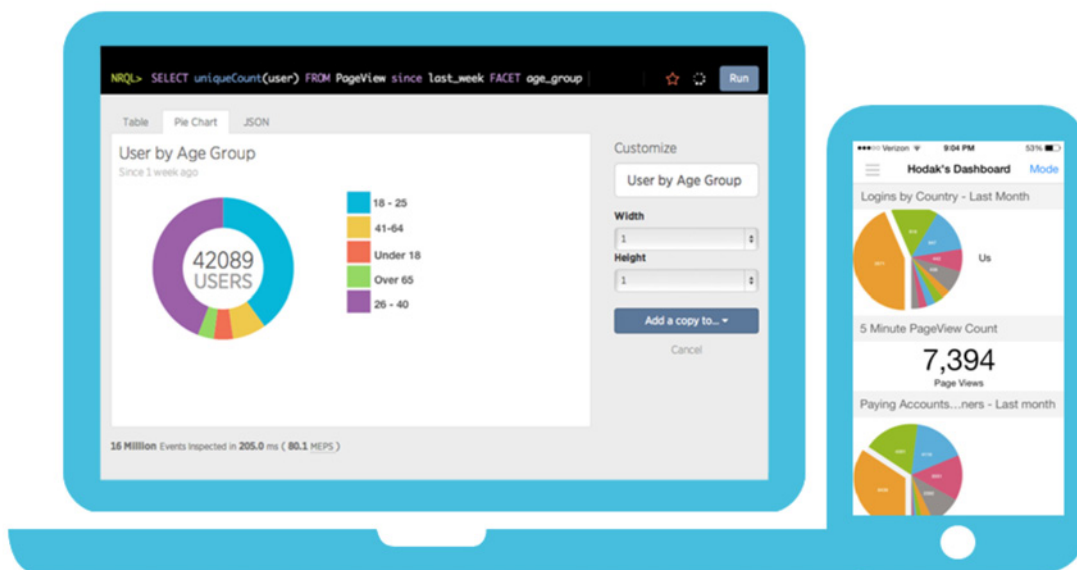 NRQL> SELECT uniqueCount(user) FROM PageView since last_week FACET age_group
Run
Table
Pie Chart
JSON
User by Age Group
Since 1 week ago
42089
USERS
18 - 25
41-64
Under 18
Over 65
26 - 40
Customize
User by Age Group
Width
1
Height
1
Add a copy to...
Cancel
16 Million Events Inspected in 205.0 ms ( 80.1 MEPS )
Verizon
9:04 PM
53%
Hodak's Dashboard
Mode
Logins by Country - Last Month
Us
5 Minute PageView Count
7,394
Page Views
Paying Accounts...ners - Last month